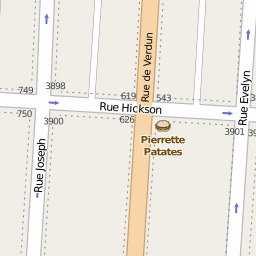 Rue de Verdun
Rue Evelyn
3898
749
619
543
Rue Hickson
750
3900
626
3901
Pierrette
Patates
Rue Joseph